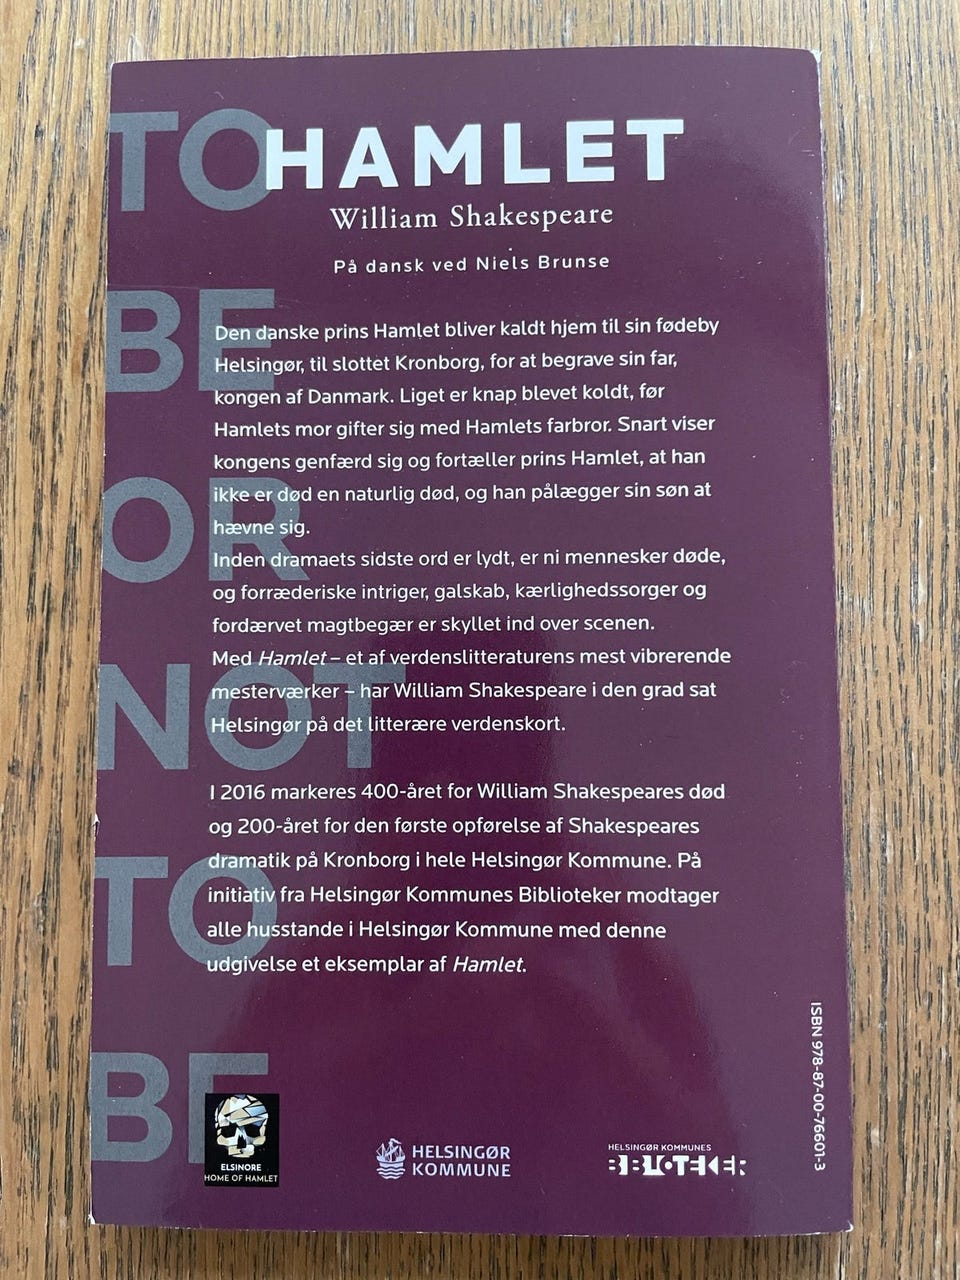 TO
BE
OR
NOT
TO
BE
HAMLET
William Shakespeare
På dansk ved Niels Brunse
Den danske prins Hamlet bliver kaldt hjem til sin fødeby
Helsingør, til slottet Kronborg, for at begrave sin far,
kongen af Danmark. Liget er knap blevet koldt, før
Hamlets mor gifter sig med Hamlets farbror. Snart viser
kongens genfærd sig og fortæller prins Hamlet, at han
ikke er død en naturlig død, og han pålægger sin søn at
hævne sig.
Inden dramaets sidste ord er lydt, er ni mennesker døde,
og forræderiske intriger, galskab, kærlighedssorger og
fordærvet magtbegær er skyllet ind over scenen.
Med Hamlet – et af verdenslitteraturens mest vibrerende
mesterværker – har William Shakespeare i den grad sat
Helsingør på det litterære verdenskort.
I 2016 markeres 400-året for William Shakespeares død
og 200-året for den første opførelse af Shakespeares
dramatik på Kronborg i hele Helsingør Kommune. På
initiativ fra Helsingør Kommunes Biblioteker modtager
alle husstande i Helsingør Kommune med denne
udgivelse et eksemplar af Hamlet.
ELSINORE
HOME OF HAMLET
HELSINGØR
KOMMUNE
HELSINGØR KOMMUNES
BIBLIOTEKER
ISBN 978-87-00-76601-3